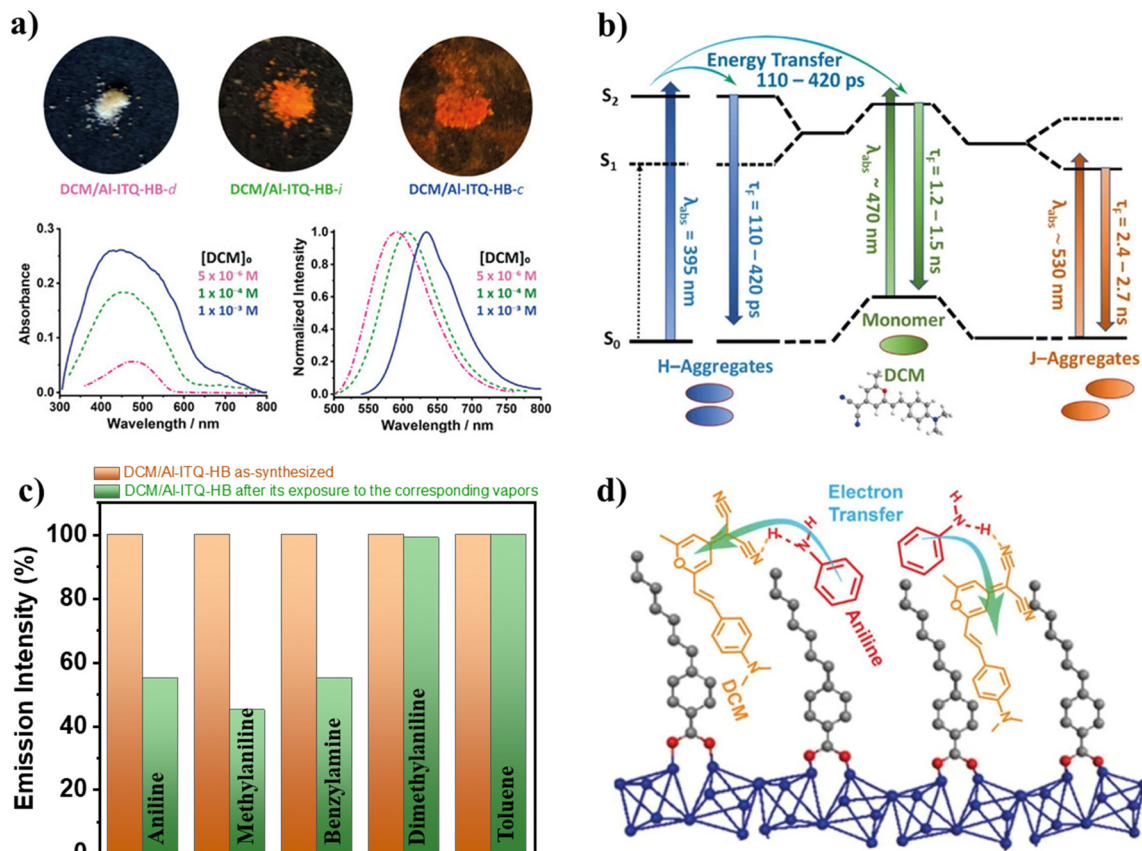 a)
DCM/Al-ITQ-HB-d
DCM/Al-ITQ-HB-i
DCM/Al-ITQ-HB-c
Absorbance
0.3
0.2
0.1
0.0
[DCM]₀
5 x 10⁻⁶ M
1 x 10⁻⁴ M
1 x 10⁻³ M
300 400 500 600 700 800
Wavelength / nm
Normalized Intensity
1.0
0.8
0.6
0.4
0.2
0.0
[DCM]₀
5 x 10⁻⁶ M
1 x 10⁻⁴ M
1 x 10⁻³ M
500 550 600 650 700 750 800
Wavelength / nm
b)
Energy Transfer
110 – 420 ps
S₂
S₁
S₀
λabs = 395 nm
τF = 110 – 420 ps
λabs ~ 470 nm
τF = 1.2 – 1.5 ns
λabs ~ 530 nm
τF = 2.4 – 2.7 ns
H–Aggregates
Monomer
DCM
J–Aggregates
c)
DCM/Al-ITQ-HB as-synthesized
DCM/Al-ITQ-HB after its exposure to the corresponding vapors
Emission Intensity (%)
100
80
60
40
20
0
Aniline
Methylaniline
Benzylamine
Dimethylaniline
Toluene
d)
Electron
Transfer
H
N
H
N
N
O
N
DCM
Aniline
H
N
H
N
N
O
N